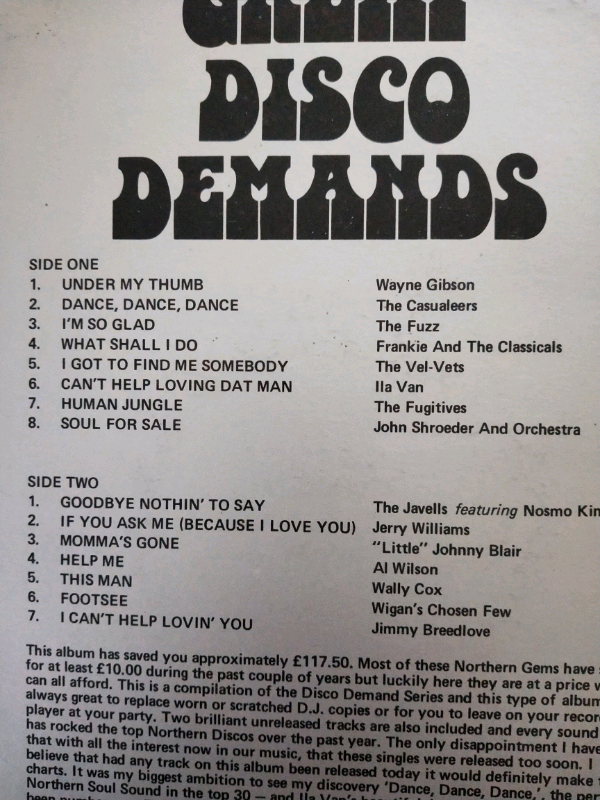 GREAT
DISCO
DEMANDS
SIDE ONE
1. UNDER MY THUMB Wayne Gibson
2. DANCE, DANCE, DANCE The Casualeers
3. I'M SO GLAD The Fuzz
4. WHAT SHALL I DO Frankie And The Classicals
5. I GOT TO FIND ME SOMEBODY The Vel-Vets
6. CAN'T HELP LOVING DAT MAN Ila Van
7. HUMAN JUNGLE The Fugitives
8. SOUL FOR SALE John Shroeder And Orchestra
SIDE TWO
1. GOODBYE NOTHIN' TO SAY The Javells featuring Nosmo Kin
2. IF YOU ASK ME (BECAUSE I LOVE YOU) Jerry Williams
3. MOMMA'S GONE "Little" Johnny Blair
4. HELP ME Al Wilson
5. THIS MAN Wally Cox
6. FOOTSEE Wigan's Chosen Few
7. I CAN'T HELP LOVIN' YOU Jimmy Breedlove
This album has saved you approximately £117.50. Most of these Northern Gems have
for at least £10.00 during the past couple of years but luckily here they are at a price
can all afford. This is a compilation of the Disco Demand Series and this type of album
always great to replace worn or scratched D.J. copies or for you to leave on your recor
player at your party. Two brilliant unreleased tracks are also included and every sound
has rocked the top Northern Discos over the past year. The only disappointment I have
that with all the interest now in our music, that these singles were released too soon. I
believe that had any track on this album been released today it would definitely make
charts. It was my biggest ambition to see my discovery 'Dance, Dance, Dance,', the per
Northern Soul Sound in the top 30 — and Ila Van's